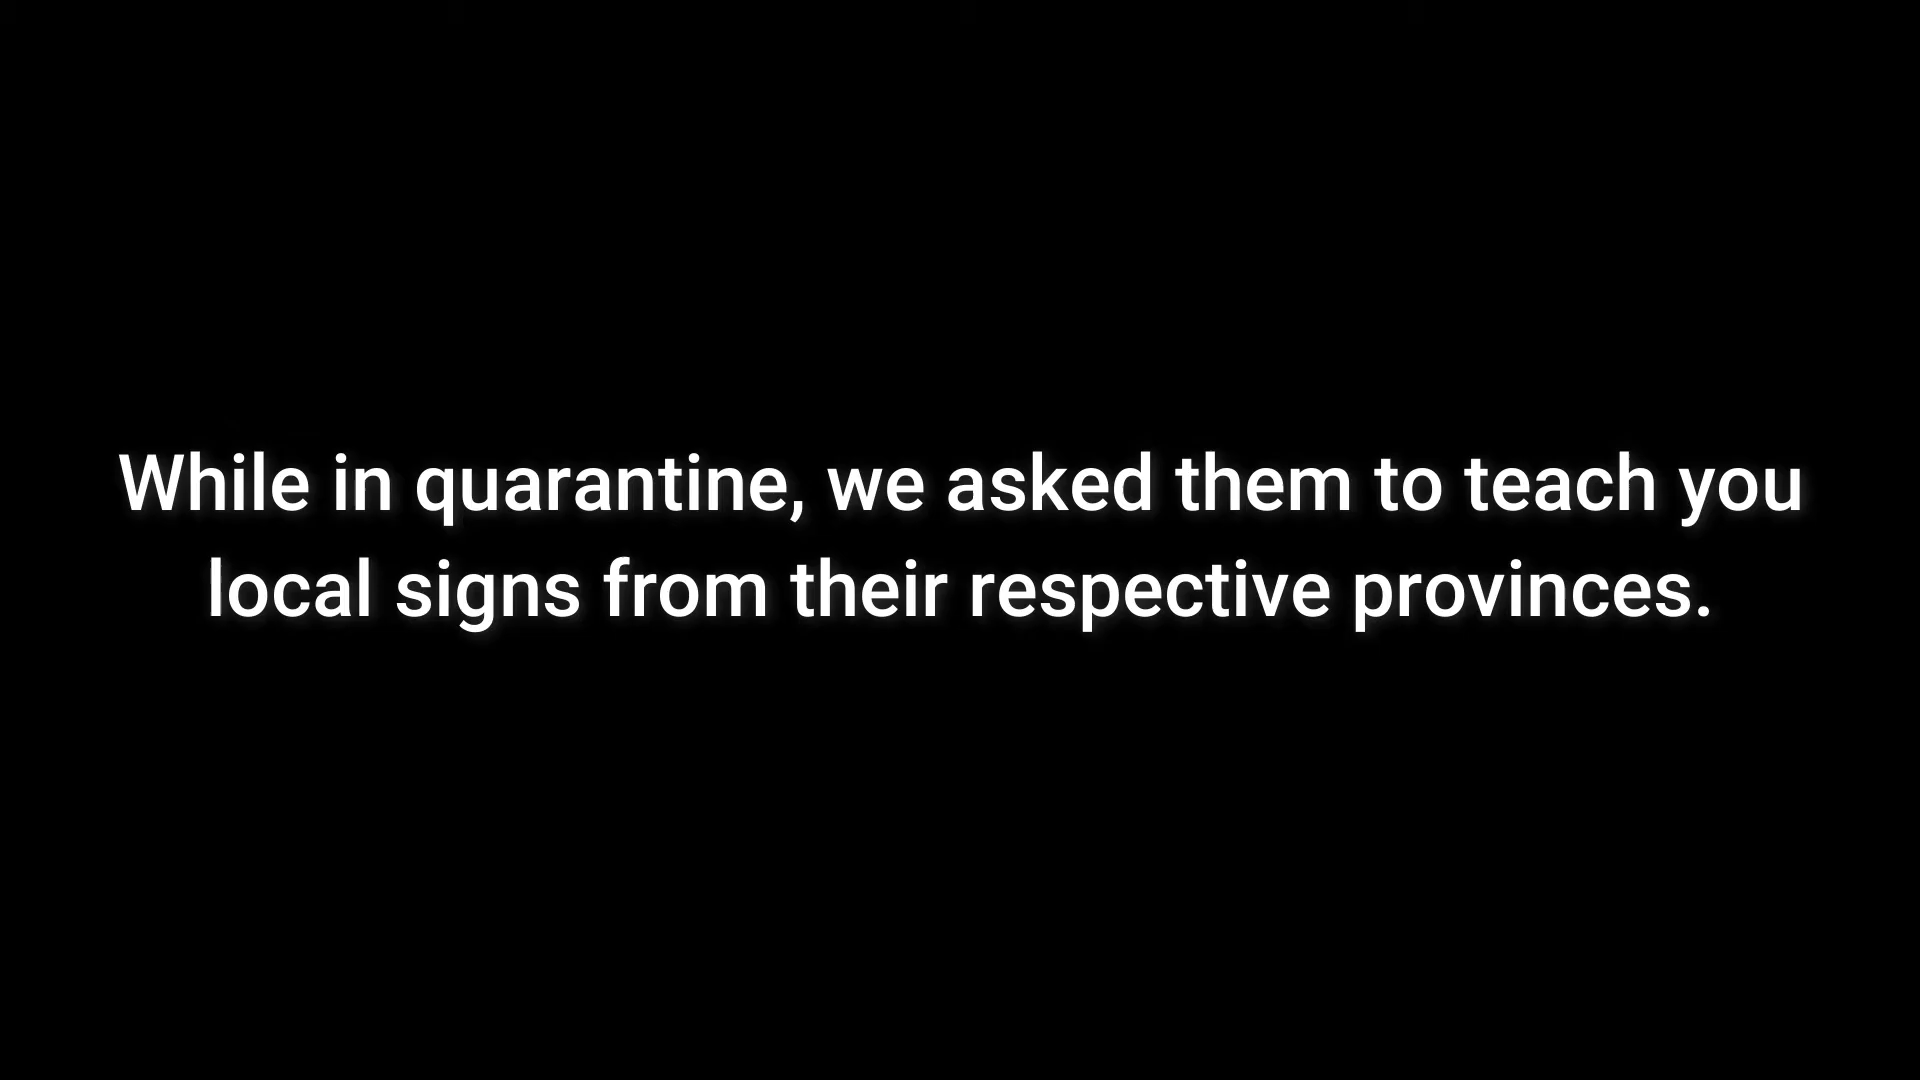 While in quarantine, we asked them to teach you
local signs from their respective provinces.